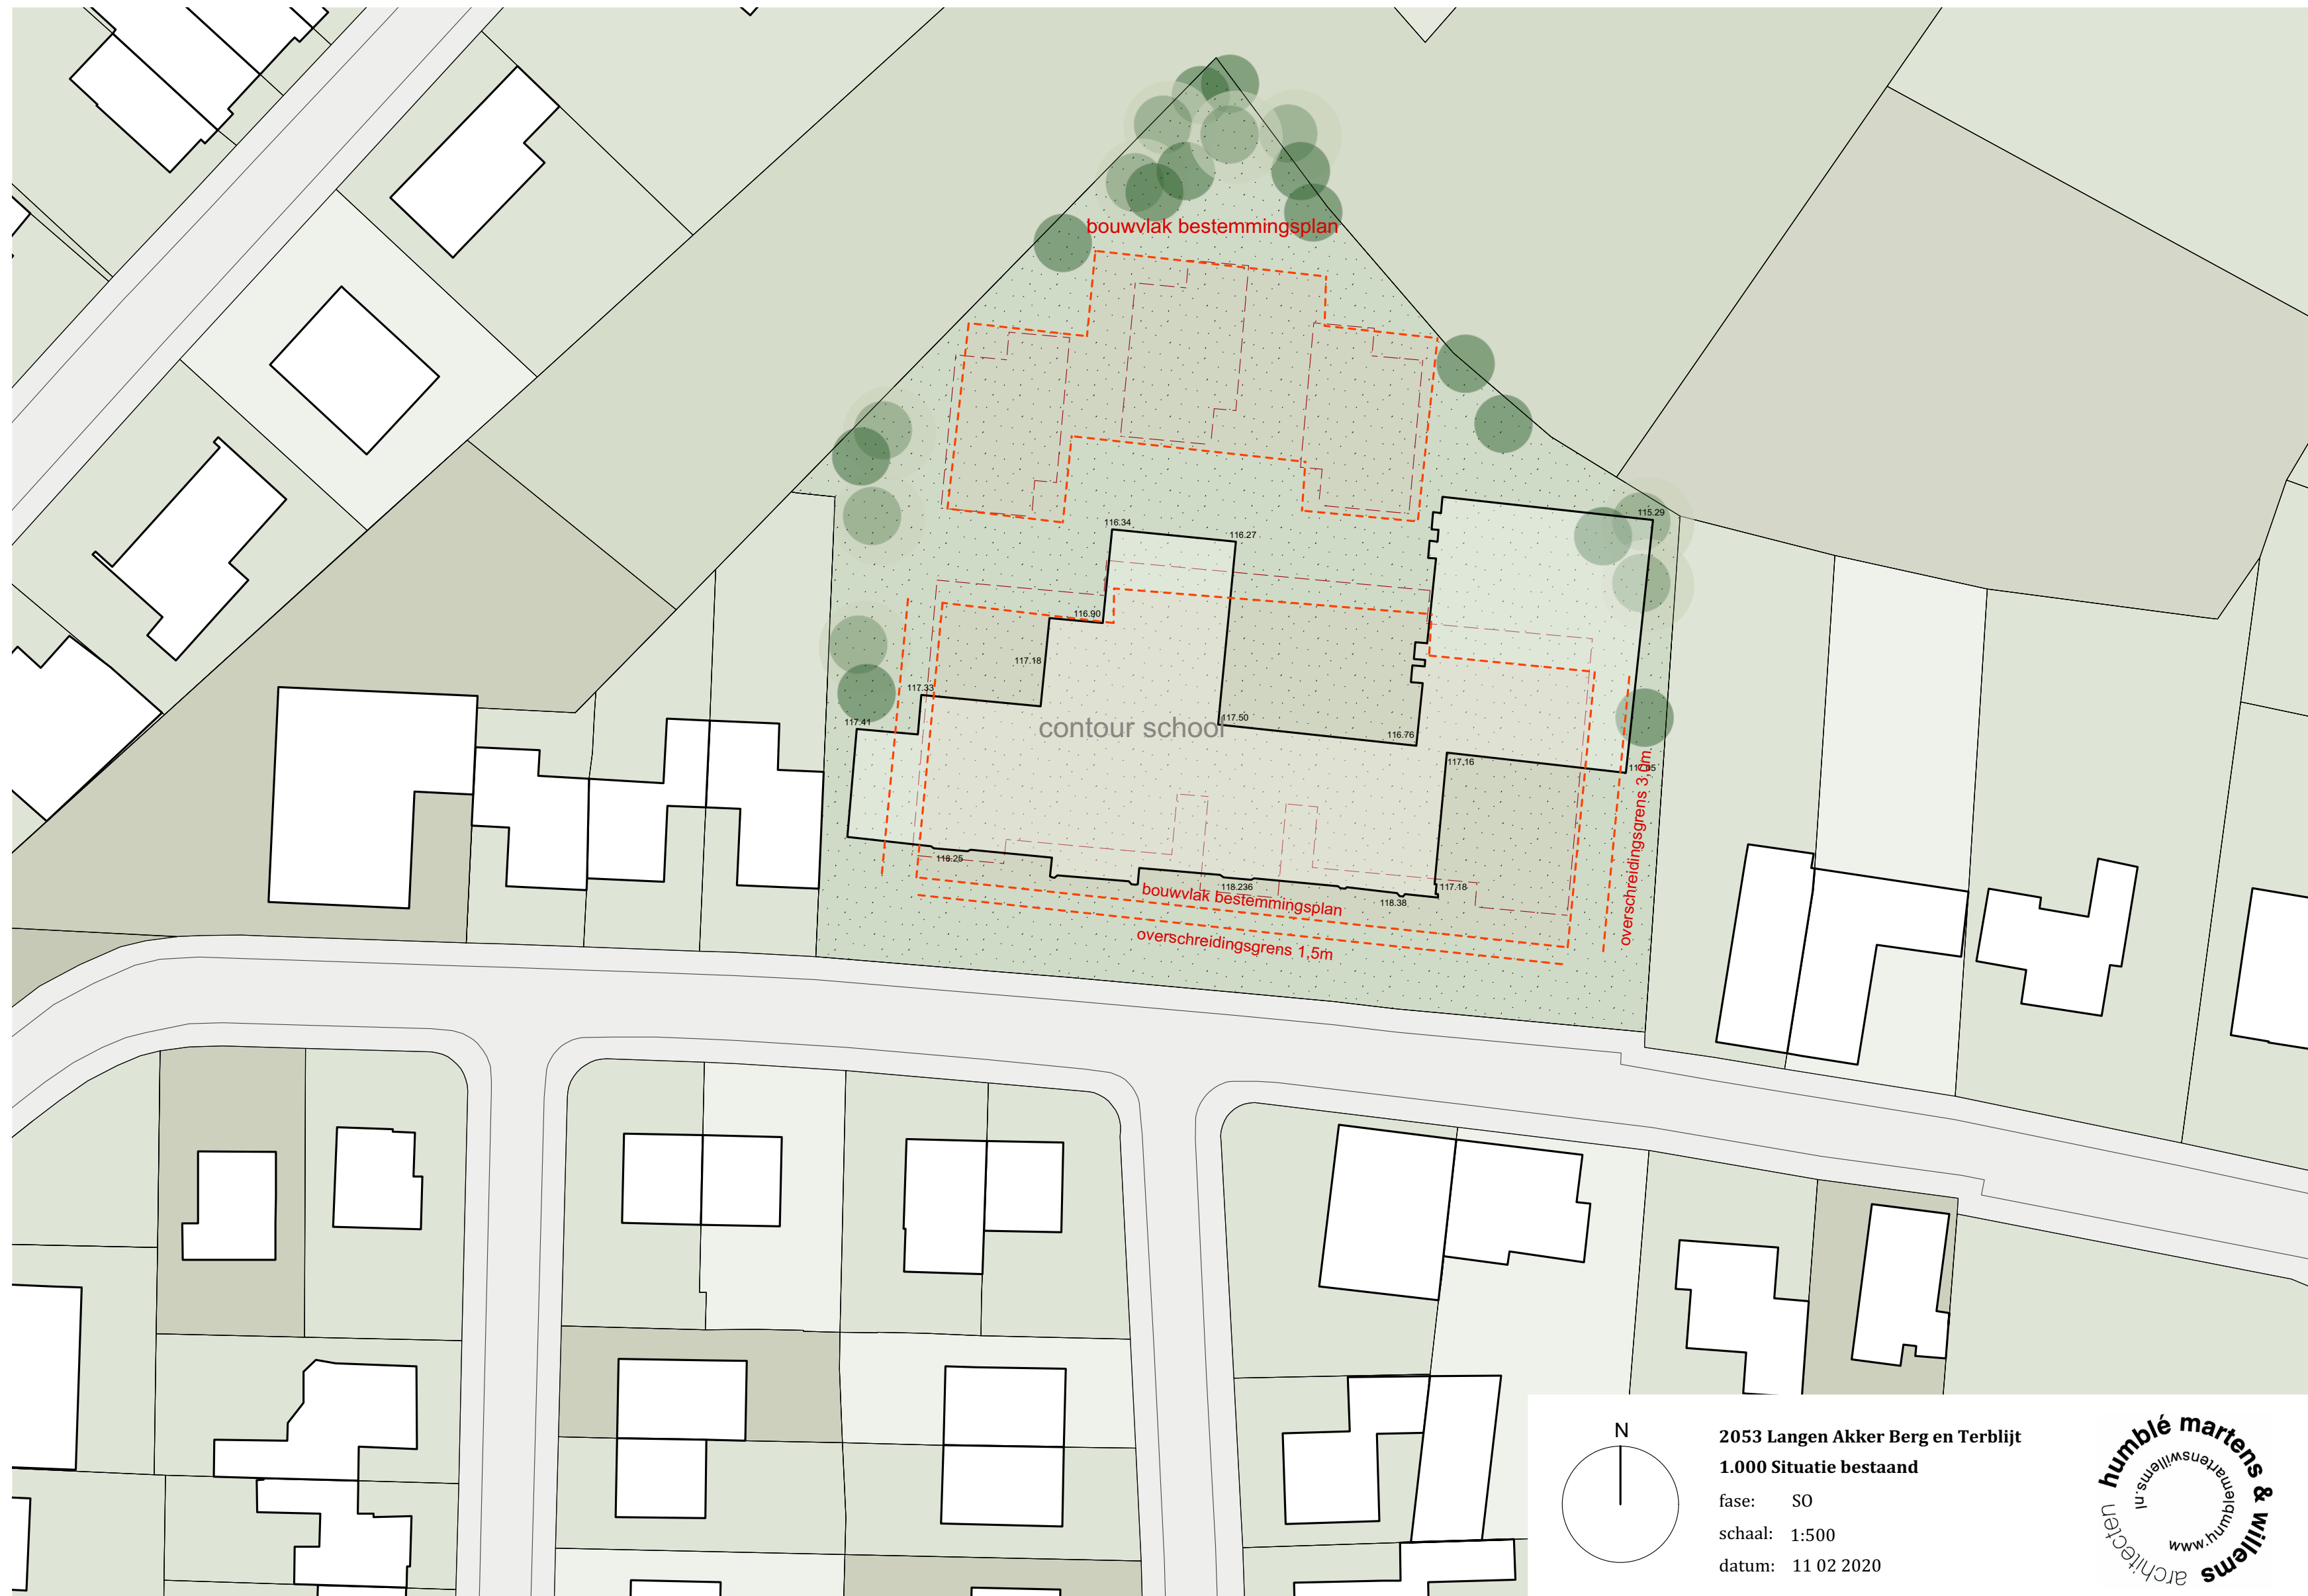 bouwvlak bestemmingsplan
115.29
116.34
116.27
116.90
117.18
117.33
117.41
contour school
117.50
116.76
117.16
117.05
overschreidingsgrens 3,0m
118.25
118.236
117.18
118.38
bouwvlak bestemmingsplan
overschreidingsgrens 1,5m
N
2053 Langen Akker Berg en Terblijt
1.000 Situatie bestaand
fase: SO
schaal: 1:500
datum: 11 02 2020
humblé martens & willems
architecten
www.humblemartenswillems.nl